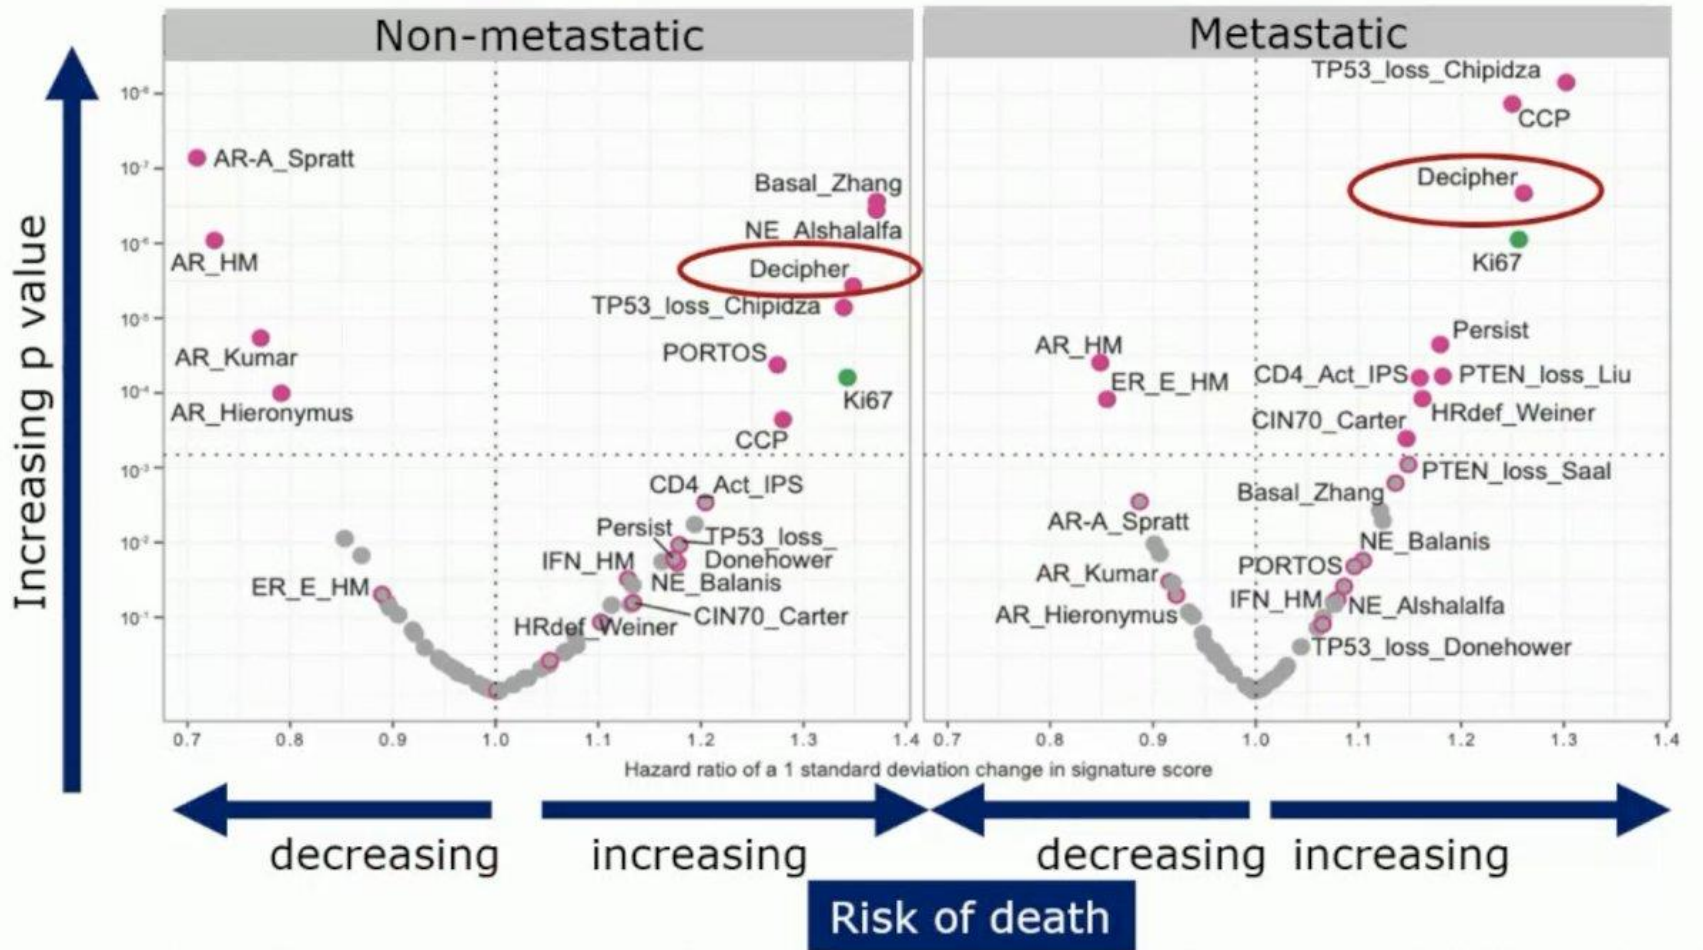 Non-metastatic
Metastatic
Increasing p value
10-8
10-7
10-6
10-5
10-4
10-3
10-2
10-1
AR-A_Spratt
Basal_Zhang
NE_Alshalalfa
AR_HM
Decipher
TP53_loss_Chipidza
AR_Kumar
PORTOS
Ki67
AR_Hieronymus
CCP
CD4_Act_IPS
Persist
TP53_loss_
Donehower
IFN_HM
NE_Balanis
ER_E_HM
CIN70_Carter
HRdef_Weiner
0.7 0.8 0.9 1.0 1.1 1.2 1.3 1.4
TP53_loss_Chipidza
CCP
Decipher
Ki67
Persist
AR_HM
CD4_Act_IPS
PTEN_loss_Liu
ER_E_HM
HRdef_Weiner
CIN70_Carter
PTEN_loss_Saal
Basal_Zhang
AR-A_Spratt
NE_Balanis
PORTOS
AR_Kumar
IFN_HM
NE_Alshalalfa
AR_Hieronymus
TP53_loss_Donehower
0.7 0.8 0.9 1.0 1.1 1.2 1.3 1.4
Hazard ratio of a 1 standard deviation change in signature score
decreasing increasing
decreasing increasing
Risk of death